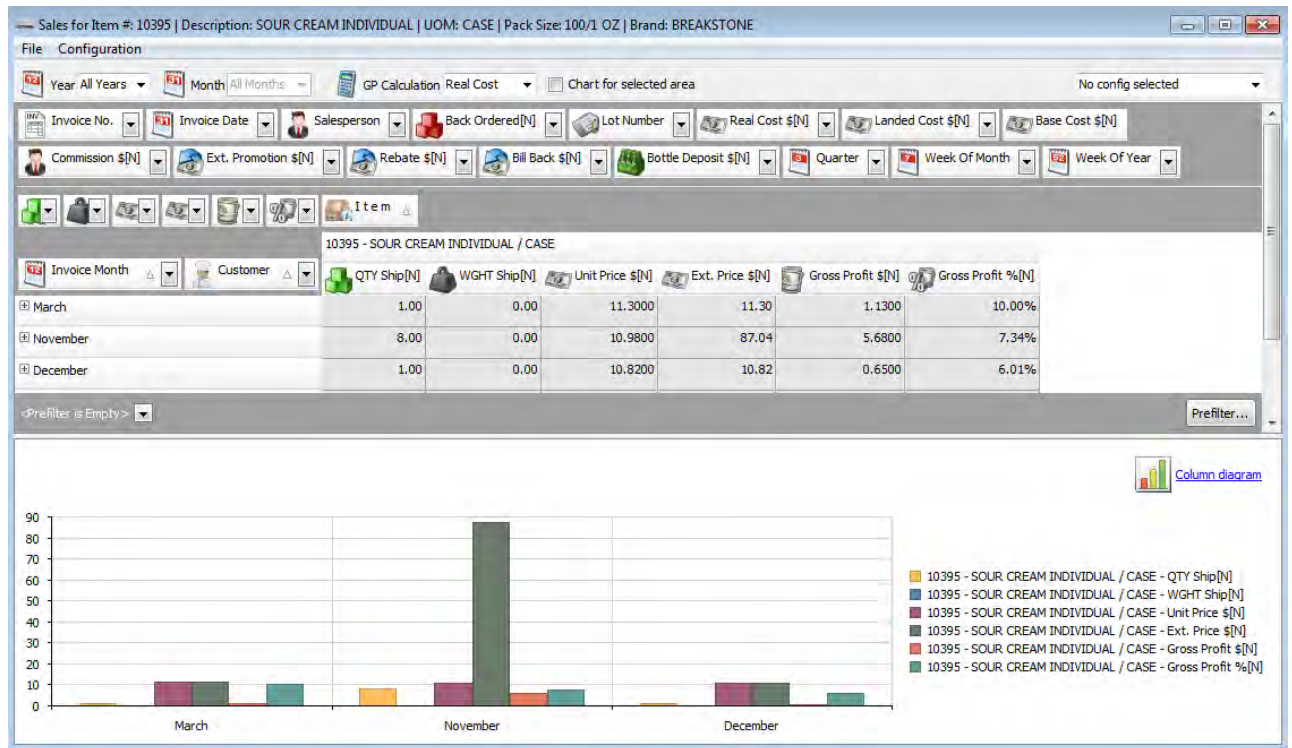 Sales for Item #: 10395 | Description: SOUR CREAM INDIVIDUAL | UOM: CASE | Pack Size: 100/1 OZ | Brand: BREAKSTONE
File Configuration
Year All Years Month All Months GP Calculation Real Cost Chart for selected area No config selected
Invoice No. Invoice Date Salesperson Back Ordered[N] Lot Number Real Cost $[N] Landed Cost $[N] Base Cost $[N]
Commission $[N] Ext. Promotion $[N] Rebate $[N] Bill Back $[N] Bottle Deposit $[N] Quarter Week Of Month Week Of Year
Item
10395 - SOUR CREAM INDIVIDUAL / CASE
Invoice Month Customer QTY Ship[N] WGHT Ship[N] Unit Price $[N] Ext. Price $[N] Gross Profit $[N] Gross Profit %[N]
March 1.00 0.00 11.3000 11.30 1.1300 10.00%
November 8.00 0.00 10.9800 87.04 5.6800 7.34%
December 1.00 0.00 10.8200 10.82 0.6500 6.01%
<Prefilter is Empty> Prefilter...
Column diagram
90
80
70
60
50
40
30
20
10
0
March November December
10395 - SOUR CREAM INDIVIDUAL / CASE - QTY Ship[N]
10395 - SOUR CREAM INDIVIDUAL / CASE - WGHT Ship[N]
10395 - SOUR CREAM INDIVIDUAL / CASE - Unit Price $[N]
10395 - SOUR CREAM INDIVIDUAL / CASE - Ext. Price $[N]
10395 - SOUR CREAM INDIVIDUAL / CASE - Gross Profit $[N]
10395 - SOUR CREAM INDIVIDUAL / CASE - Gross Profit %[N]